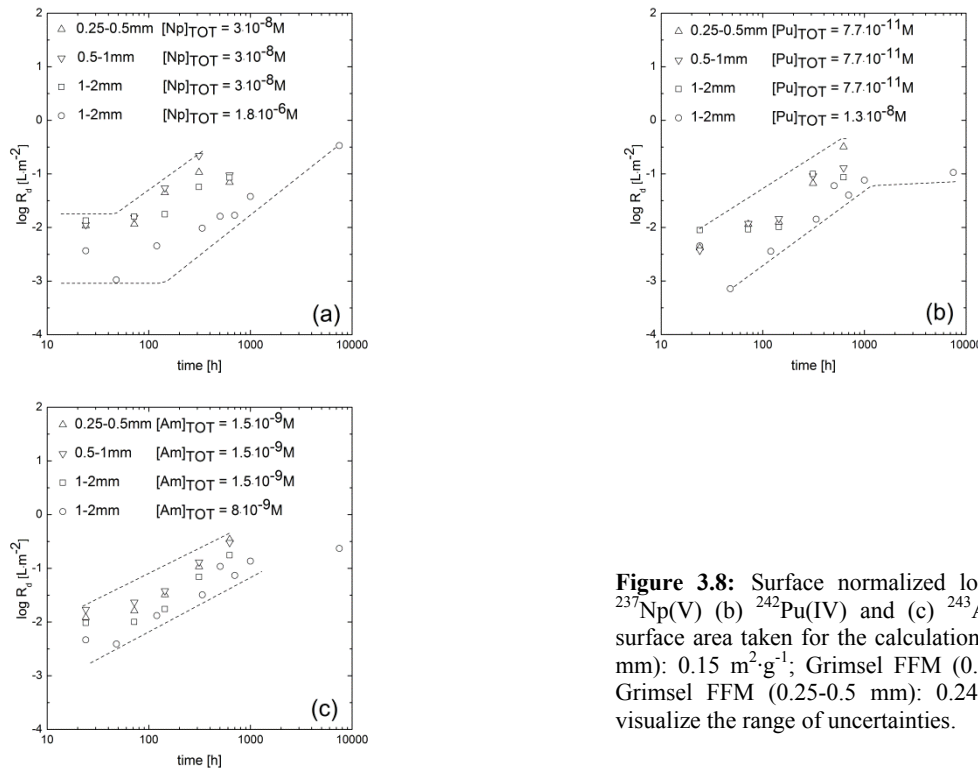 0.25-0.5mm [Np]TOT = 3·10-8M
0.5-1mm [Np]TOT = 3·10-8M
1-2mm [Np]TOT = 3·10-8M
1-2mm [Np]TOT = 1.8·10-6M
2
1
0
-1
-2
-3
-4
log Rd [L·m-2]
(a)
10 100 1000 10000
time [h]
0.25-0.5mm [Pu]TOT = 7.7·10-11M
0.5-1mm [Pu]TOT = 7.7·10-11M
1-2mm [Pu]TOT = 7.7·10-11M
1-2mm [Pu]TOT = 1.3·10-8M
2
1
0
-1
-2
-3
-4
log Rd [L·m-2]
(b)
10 100 1000 10000
time [h]
0.25-0.5mm [Am]TOT = 1.5·10-9M
0.5-1mm [Am]TOT = 1.5·10-9M
1-2mm [Am]TOT = 1.5·10-9M
1-2mm [Am]TOT = 8·10-9M
2
1
0
-1
-2
-3
-4
log Rd [L·m-2]
(c)
10 100 1000 10000
time [h]
Figure 3.8: Surface normalized lo
237Np(V) (b) 242Pu(IV) and (c) 243A
surface area taken for the calculation
mm): 0.15 m2·g-1; Grimsel FFM (0.
Grimsel FFM (0.25-0.5 mm): 0.24
visualize the range of uncertainties.